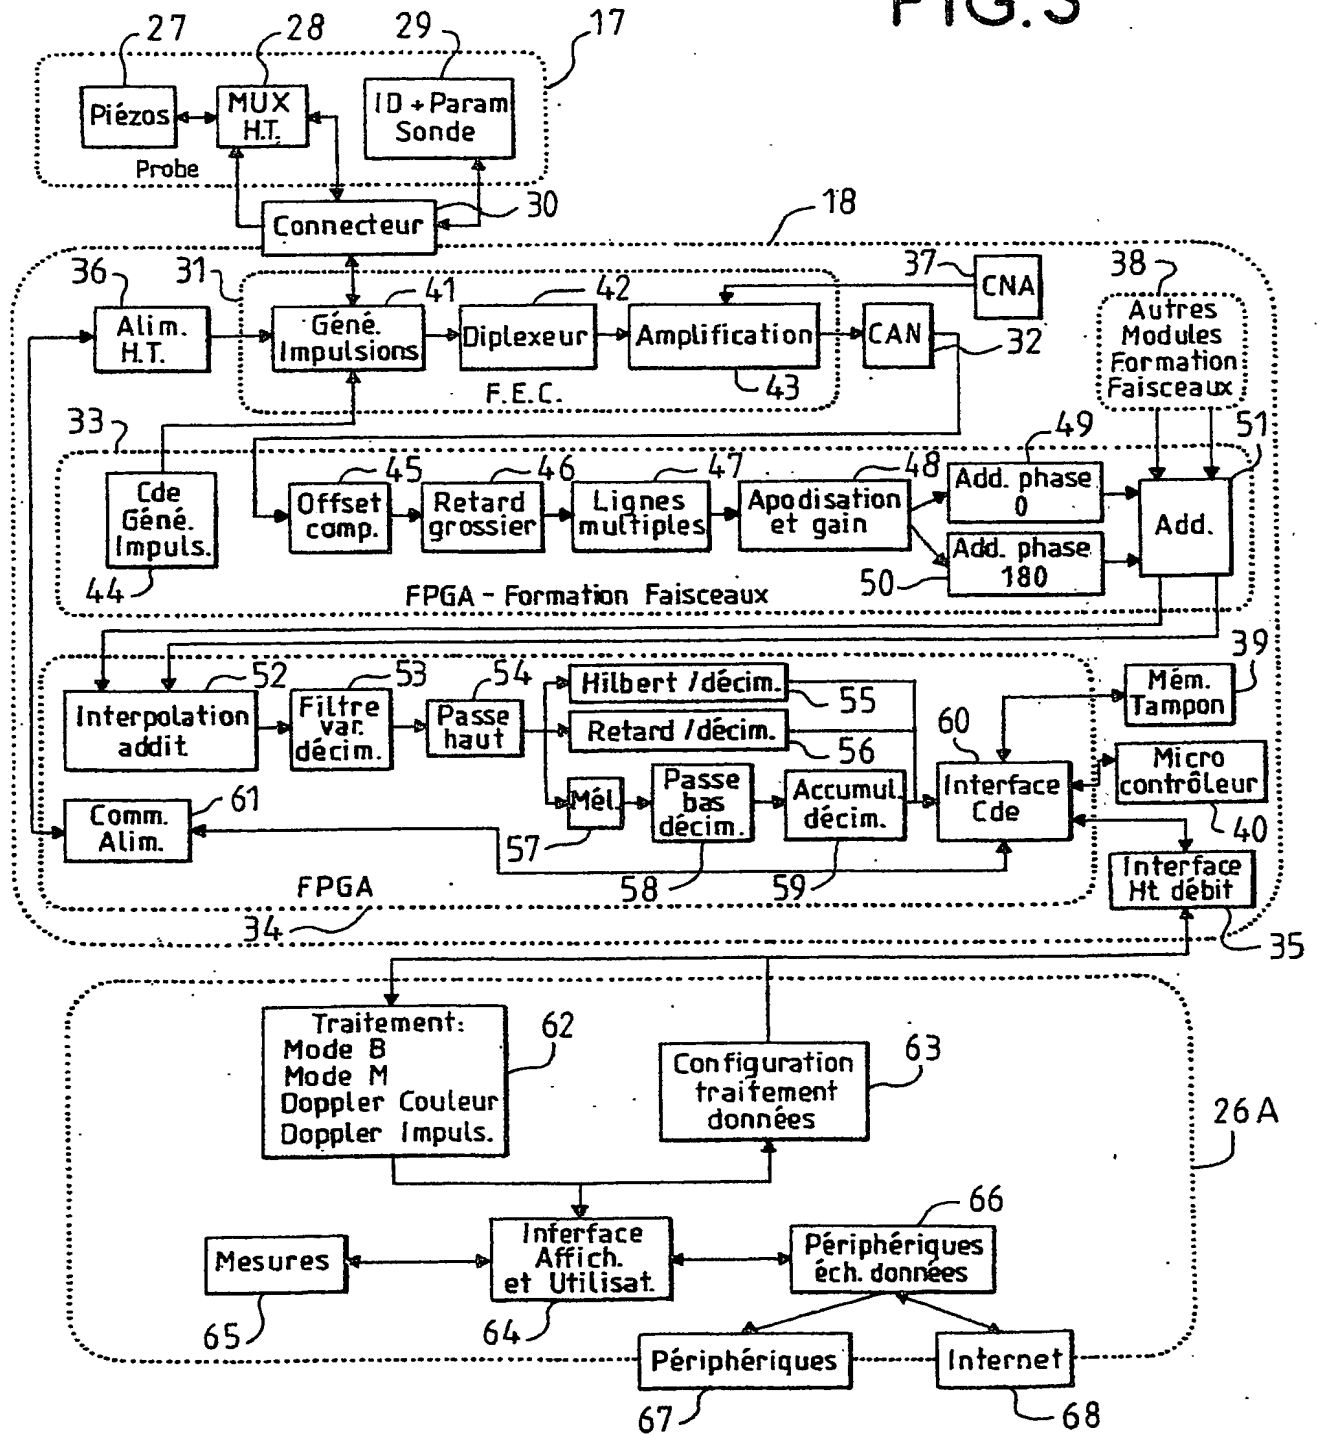 FIG.3
27
28
29
17
Piézos
MUX
H.T.
ID + Param
Sonde
Probe
Connecteur
30
18
36
31
41
42
37
CNA
38
Alim.
H.T.
Géné.
Impulsions
Diplexeur
Amplification
CAN
32
Autres
Modules
Formation
Faisceaux
F.E.C.
43
33
45
46
47
48
49
51
Cde
Géné.
Impuls.
44
Offset
comp.
Retard
grossier
Lignes
multiples
Apodisation
et gain
Add. phase
0
Add.
50
Add. phase
180
FPGA - Formation Faisceaux
52
53
54
39
Interpolation
addit.
Filtre
var.
décim.
Passe
haut
Hilbert /décim.
55
Retard /décim.
56
60
Mém.
Tampon
61
Comm.
Alim.
Mél.
57
Passe
bas
décim.
58
Accumul.
décim.
59
Interface
Cde
Micro
contrôleur
40
FPGA
34
Interface
Ht débit
35
Traitement:
Mode B
Mode M
Doppler Couleur
Doppler Impuls.
62
Configuration
traitement
données
63
26A
Mesures
65
Interface
Affich.
et Utilisat.
64
66
Périphériques
éch. données
Périphériques
67
Internet
68